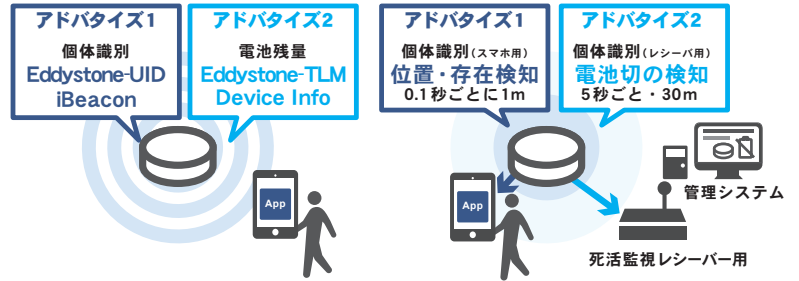 アドバタイズ1
個体識別
Eddystone-UID
iBeacon
アドバタイズ2
電池残量
Eddystone-TLM
Device Info
App
アドバタイズ1
個体識別(スマホ用)
位置・存在検知
0.1秒ごとに1m
アドバタイズ2
個体識別(レシーバ用)
電池切の検知
5秒ごと・30m
App
管理システム
死活監視レシーバー用